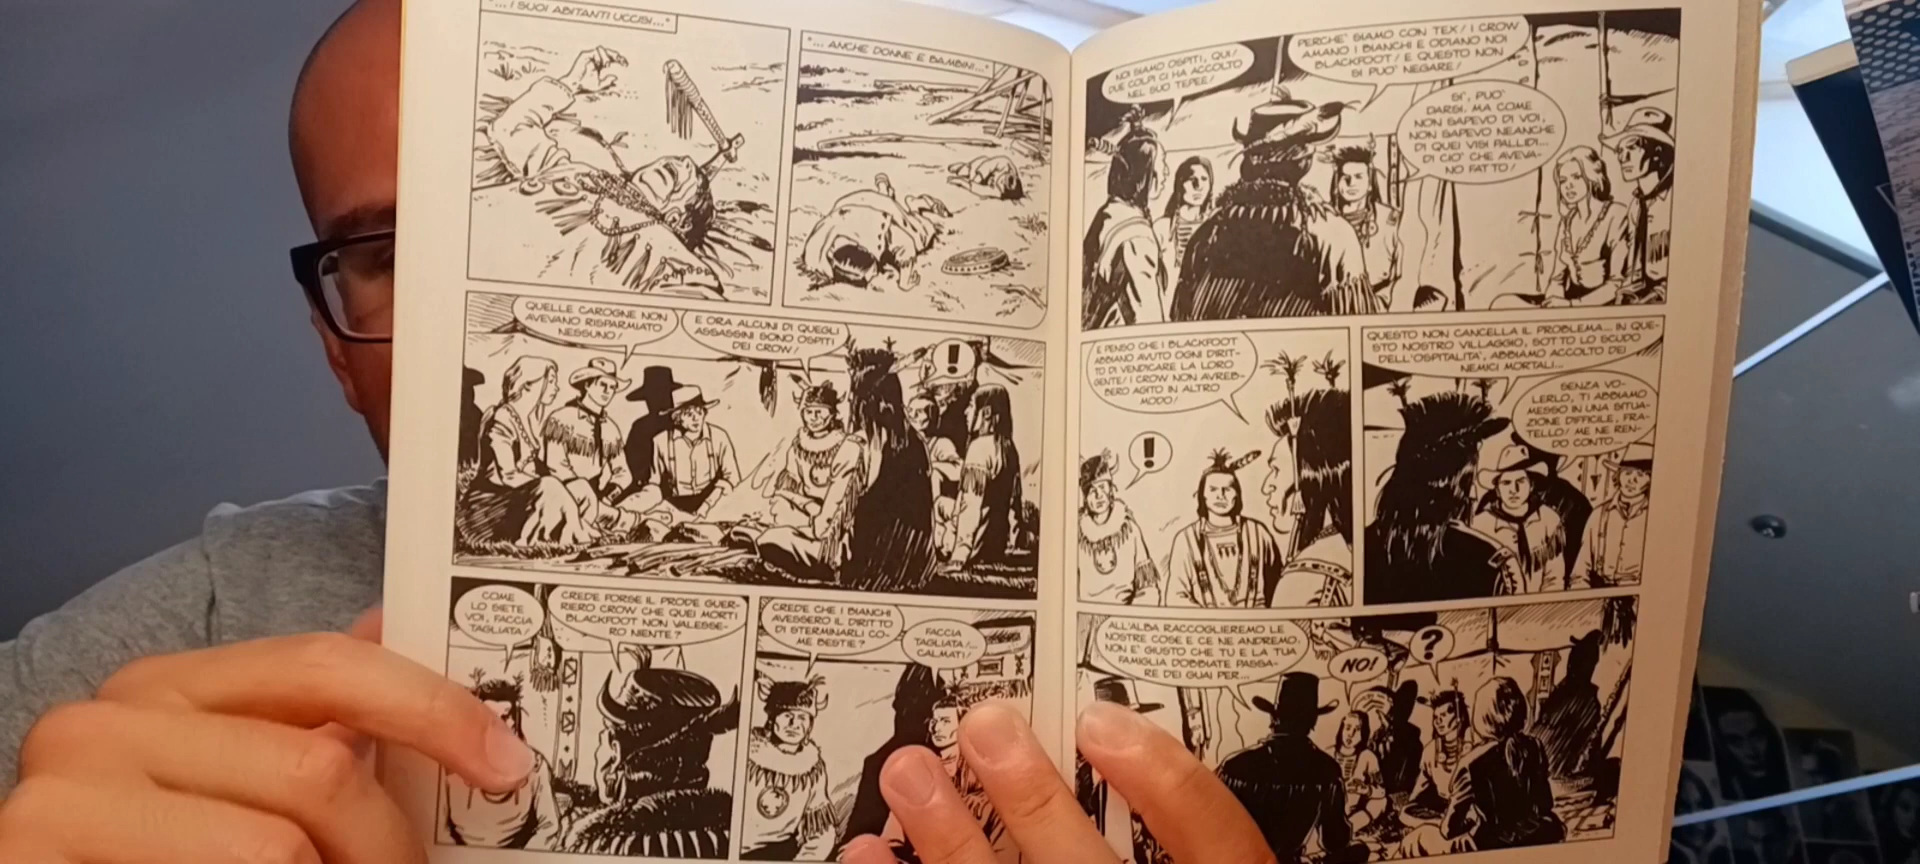 "... I SUOI ABITANTI UCCISI..."
"... ANCHE DONNE E BAMBINI..."
QUELLE CAROGNE NON
AVEVANO RISPARMIATO
NESSUNO!
E ORA ALCUNI DI QUEGLI
ASSASSINI SONO OSPITI
DEI CROW!
!
COME
LO SIETE
VOI, FACCIA
TAGLIATA!
CREDE FORSE IL PRODE GUER-
RIERO CROW CHE QUEI MORTI
BLACKFOOT NON VALESSE-
RO NIENTE?
CREDE CHE I BIANCHI
AVESSERO IL DIRITTO
DI STERMINARLI CO-
ME BESTIE?
FACCIA
TAGLIATA!...
CALMATI!
NOI SIAMO OSPITI, QUI!
DUE COLPI CI HA ACCOLTO
NEL SUO TEPEE!
PERCHE' SIAMO CON TEX! I CROW
AMANO I BIANCHI E ODIANO NOI
BLACKFOOT! E QUESTO NON
SI PUO' NEGARE!
SI', PUO'
DARSI. MA COME
NON SAPEVO DI VOI,
NON SAPEVO NEANCHE
DI QUEI VISI PALLIDI...
DI CIO' CHE AVEVA-
NO FATTO!
E PENSO CHE I BLACKFOOT
ABBIANO AVUTO OGNI DIRIT-
TO DI VENDICARE LA LORO
GENTE! I CROW NON AVREB-
BERO AGITO IN ALTRO
MODO!
!
QUESTO NON CANCELLA IL PROBLEMA... IN QUE-
STO NOSTRO VILLAGGIO, SOTTO LO SCUDO
DELL'OSPITALITA', ABBIAMO ACCOLTO DEI
NEMICI MORTALI...
SENZA VO-
LERLO, TI ABBIAMO
MESSO IN UNA SITUA-
ZIONE DIFFICILE, FRA-
TELLO! ME NE REN-
DO CONTO...
ALL'ALBA RACCOGLIEREMO LE
NOSTRE COSE E CE NE ANDREMO.
NON E' GIUSTO CHE TU E LA TUA
FAMIGLIA DOBBIATE PASSA-
RE DEI GUAI PER...
NO!
?